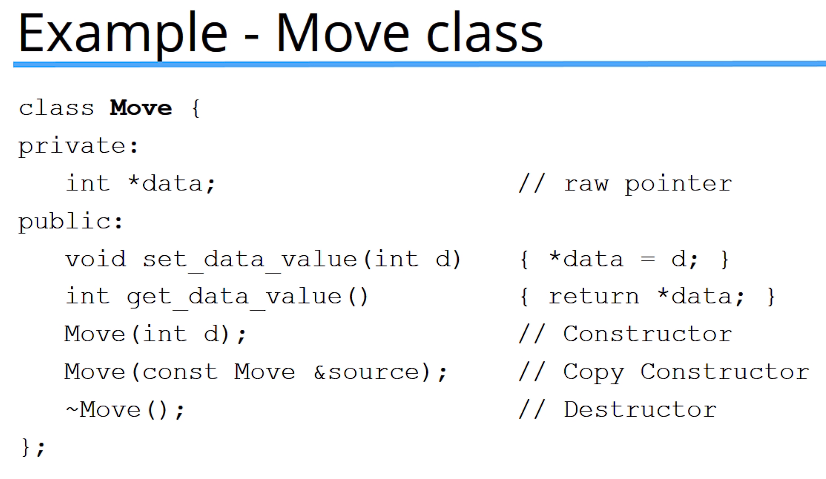 Example - Move class
class Move {
private:
int *data; // raw pointer
public:
void set_data_value(int d) { *data = d; }
int get_data_value() { return *data; }
Move(int d); // Constructor
Move(const Move &source); // Copy Constructor
~Move(); // Destructor
};